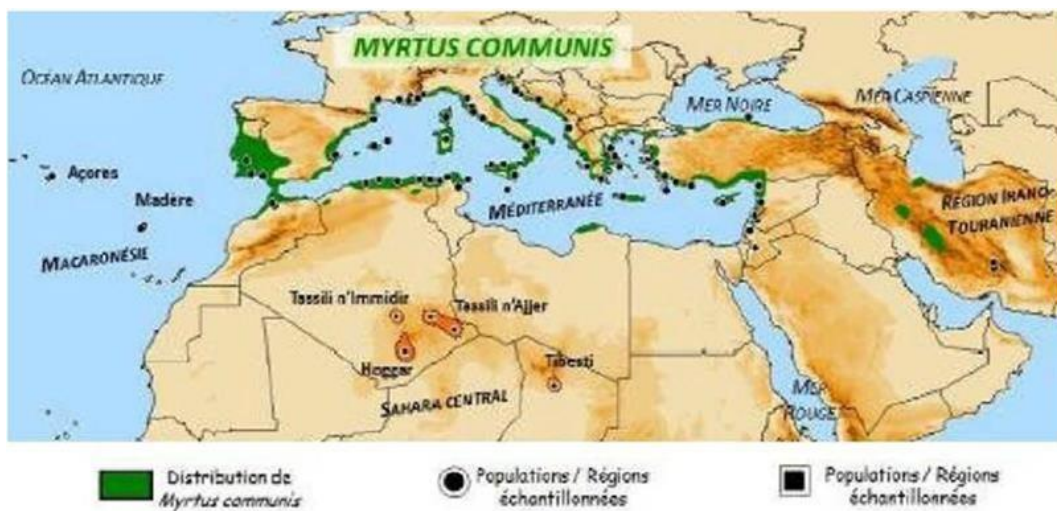 MYRTUS COMMUNIS
OCÉAN ATLANTIQUE
MER NOIRE
MER CASPIENNE
Açores
Madère
MACARONÉSIE
MÉDITERRANÉE
RÉGION IRANO-
TOURANIENNE
Tassili n'Immidir
Tassili n'Ajjer
Hoggar
Tibesti
SAHARA CENTRAL
MER
ROUGE
Distribution de
Myrtus communis
Populations / Régions
échantillonnées
Populations / Régions
échantillonnées